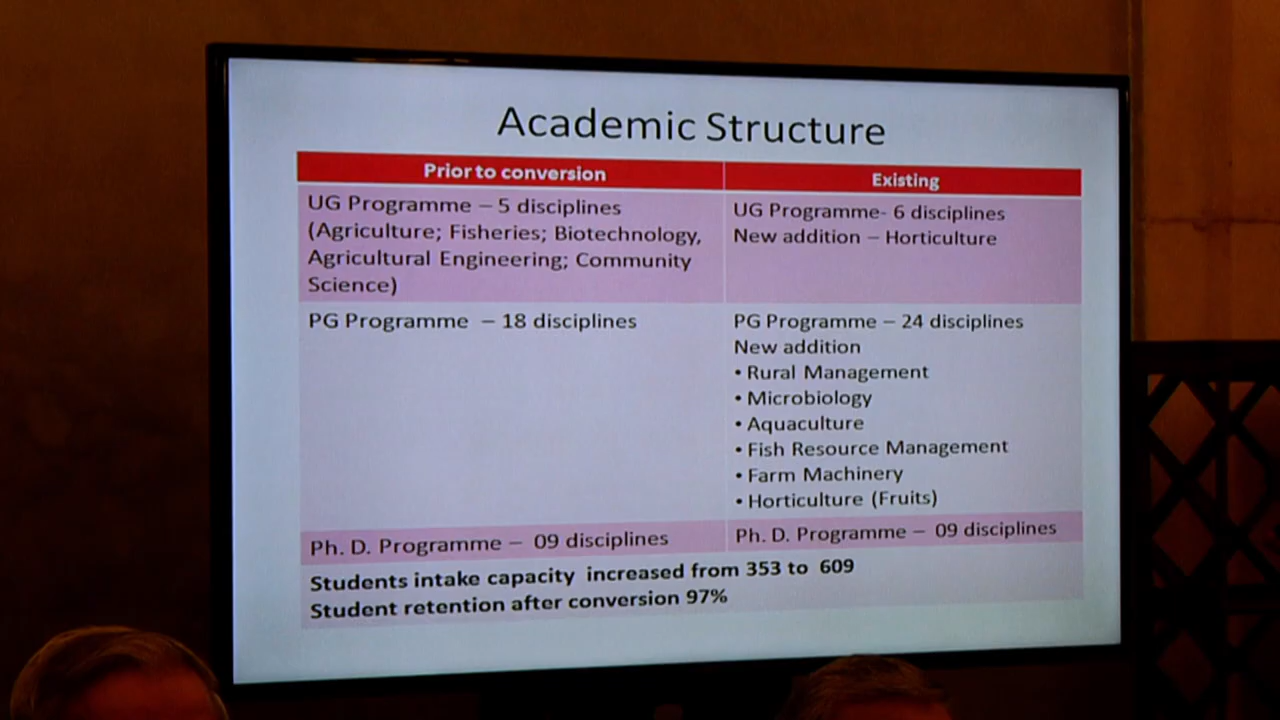 Academic Structure
Prior to conversion
Existing
UG Programme – 5 disciplines
(Agriculture; Fisheries; Biotechnology,
Agricultural Engineering; Community
Science)
UG Programme- 6 disciplines
New addition – Horticulture
PG Programme – 18 disciplines
PG Programme – 24 disciplines
New addition
• Rural Management
• Microbiology
• Aquaculture
• Fish Resource Management
• Farm Machinery
• Horticulture (Fruits)
Ph. D. Programme – 09 disciplines
Ph. D. Programme – 09 disciplines
Students intake capacity increased from 353 to 609
Student retention after conversion 97%